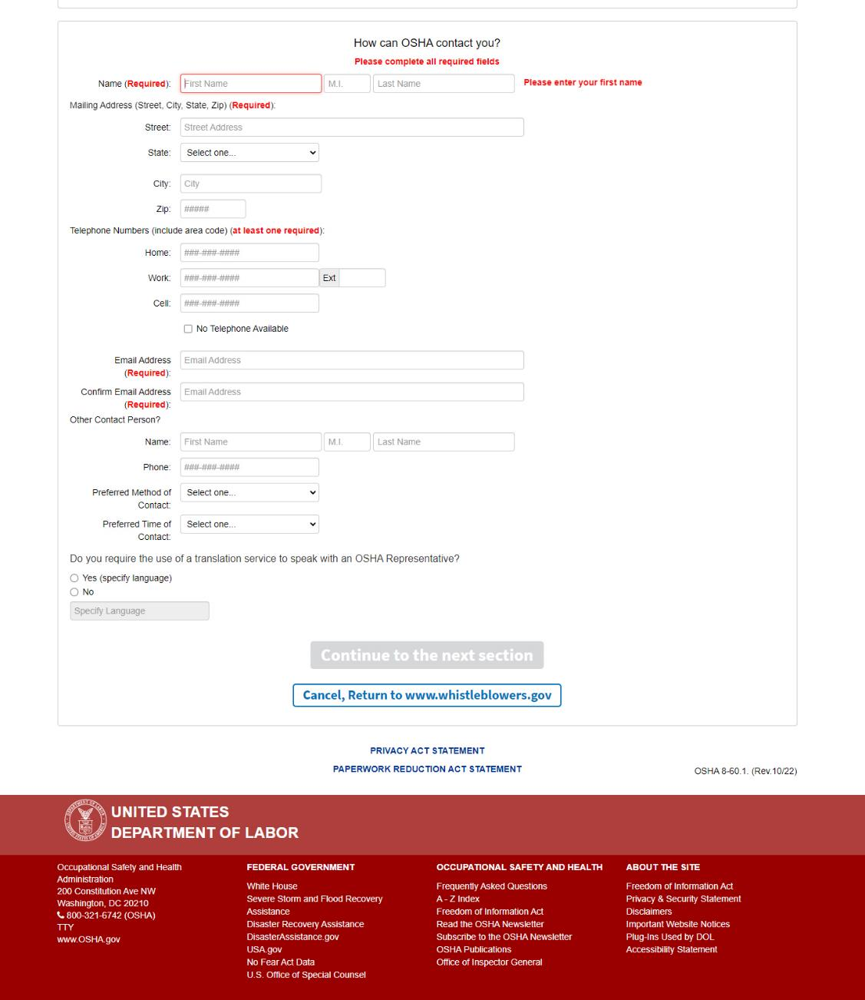 How can OSHA contact you?
Please complete all required fields
Name (Required): First Name M.I. Last Name Please enter your first name
Mailing Address (Street, City, State, Zip) (Required):
Street: Street Address
State: Select one...
City: City
Zip: #####
Telephone Numbers (include area code) (at least one required):
Home: ###-###-####
Work: ###-###-#### Ext
Cell: ###-###-####
No Telephone Available
Email Address Email Address
(Required):
Confirm Email Address Email Address
(Required):
Other Contact Person?
Name: First Name M.I. Last Name
Phone: ###-###-####
Preferred Method of Select one...
Contact:
Preferred Time of Select one...
Contact:
Do you require the use of a translation service to speak with an OSHA Representative?
Yes (specify language)
No
Specify Language
Continue to the next section
Cancel, Return to www.whistleblowers.gov
PRIVACY ACT STATEMENT
PAPERWORK REDUCTION ACT STATEMENT
OSHA 8-60.1. (Rev.10/22)
UNITED STATES
DEPARTMENT OF LABOR
Occupational Safety and Health
Administration
200 Constitution Ave NW
Washington, DC 20210
800-321-6742 (OSHA)
TTY
www.OSHA.gov
FEDERAL GOVERNMENT
White House
Severe Storm and Flood Recovery
Assistance
Disaster Recovery Assistance
DisasterAssistance.gov
USA.gov
No Fear Act Data
U.S. Office of Special Counsel
OCCUPATIONAL SAFETY AND HEALTH
Frequently Asked Questions
A - Z Index
Freedom of Information Act
Read the OSHA Newsletter
Subscribe to the OSHA Newsletter
OSHA Publications
Office of Inspector General
ABOUT THE SITE
Freedom of Information Act
Privacy & Security Statement
Disclaimers
Important Website Notices
Plug-Ins Used by DOL
Accessibility Statement